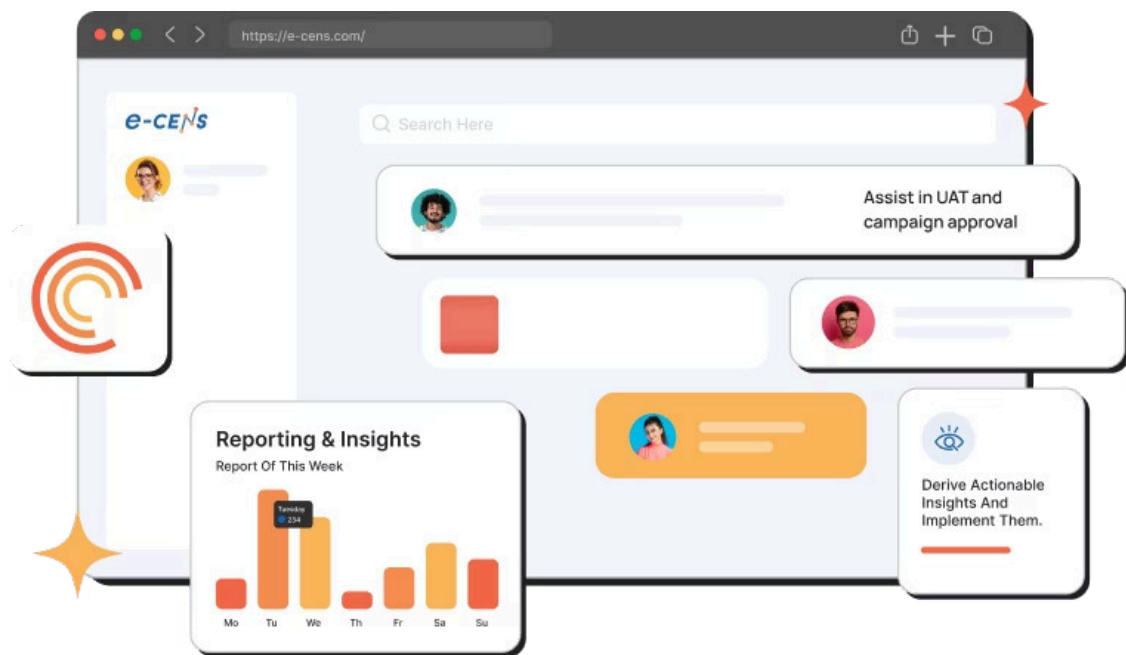 https://e-cens.com/
e-CENS
Search Here
Assist in UAT and
campaign approval
Reporting & Insights
Report Of This Week
Tuesday
234
Mo Tu We Th Fr Sa Su
Derive Actionable
Insights And
Implement Them.